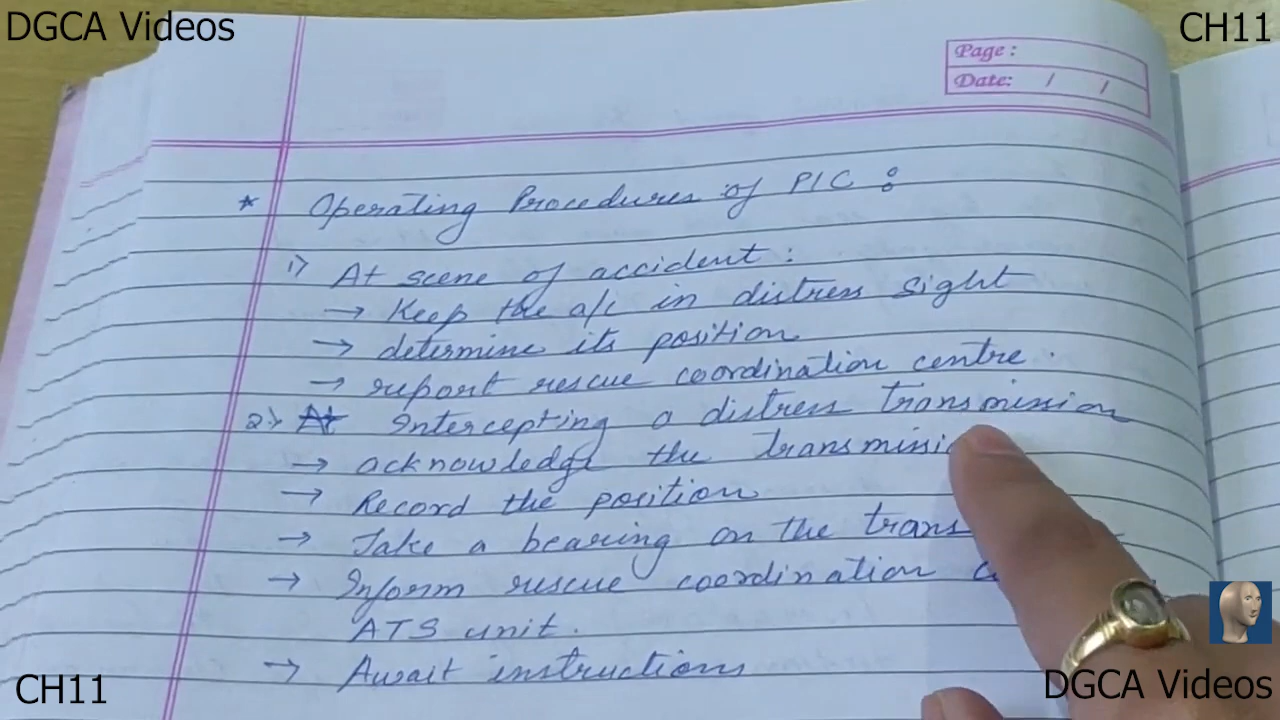 DGCA Videos
CH11
Page :
Date: / /
* Operating Procedures of PIC :
1) At scene of accident :
→ Keep the a/c in distress sight
→ determine its position
→ report rescue coordination centre .
2) At Intercepting a distress transmission
→ acknowledge the
→ Record the position
→ Take a bearing on the
→ Inform rescue coordination
ATS unit .
→ Await instructions
CH11
DGCA Videos